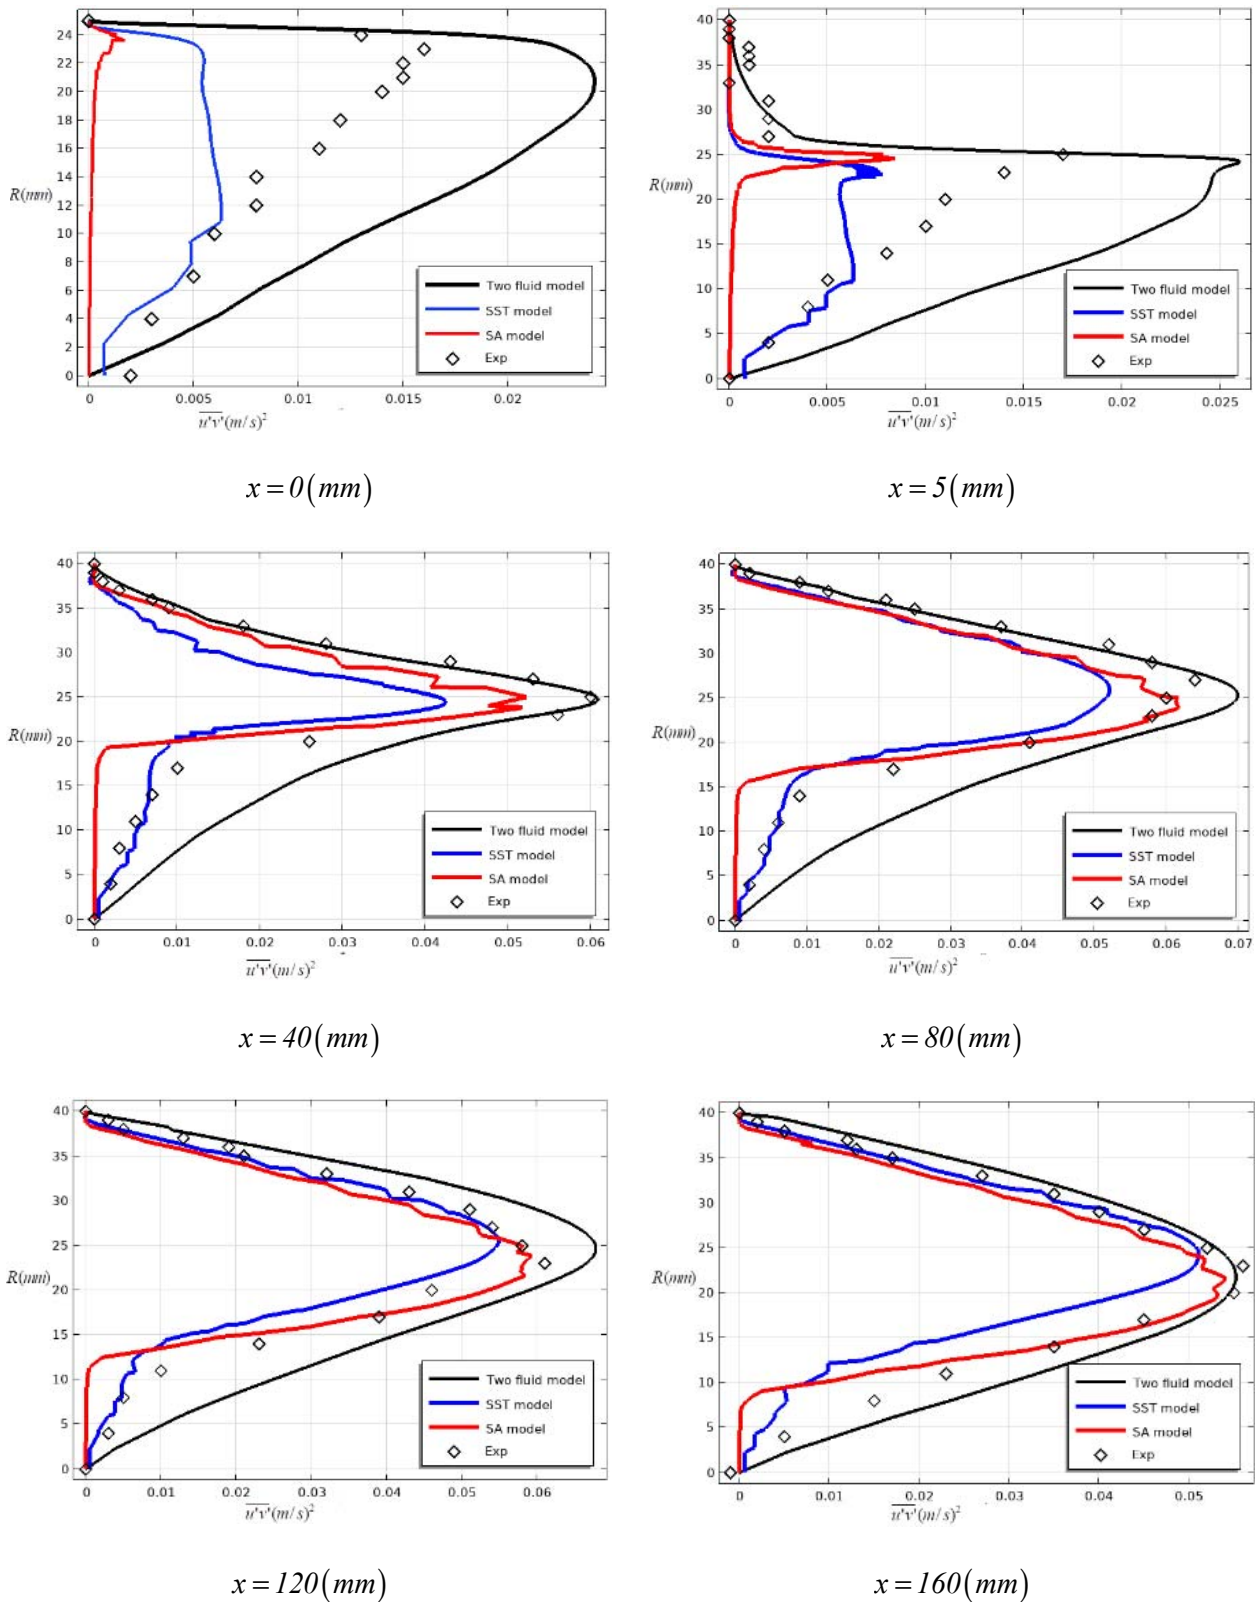 24
22
20
18
16
14
R(mm)
12
10
8
6
4
2
0
0 0.005 0.01 0.015 0.02
u'v'(m/s)²
Two fluid model
SST model
SA model
Exp
x = 0(mm)
40
35
30
25
20
R(mm)
15
10
5
0
0 0.005 0.01 0.015 0.02 0.025
u'v'(m/s)²
Two fluid model
SST model
SA model
Exp
x = 5(mm)
40
35
30
25
R(mm)
20
15
10
5
0
0 0.01 0.02 0.03 0.04 0.05 0.06
u'v'(m/s)²
Two fluid model
SST model
SA model
Exp
x = 40(mm)
40
35
30
25
R(mm)
20
15
10
5
0
0 0.01 0.02 0.03 0.04 0.05 0.06 0.07
u'v'(m/s)²
Two fluid model
SST model
SA model
Exp
x = 80(mm)
40
35
30
25
R(mm)
20
15
10
5
0
0 0.01 0.02 0.03 0.04 0.05 0.06
u'v'(m/s)²
Two fluid model
SST model
SA model
Exp
x = 120(mm)
40
35
30
25
R(mm)
20
15
10
5
0
0 0.01 0.02 0.03 0.04 0.05
u'v'(m/s)²
Two fluid model
SST model
SA model
Exp
x = 160(mm)